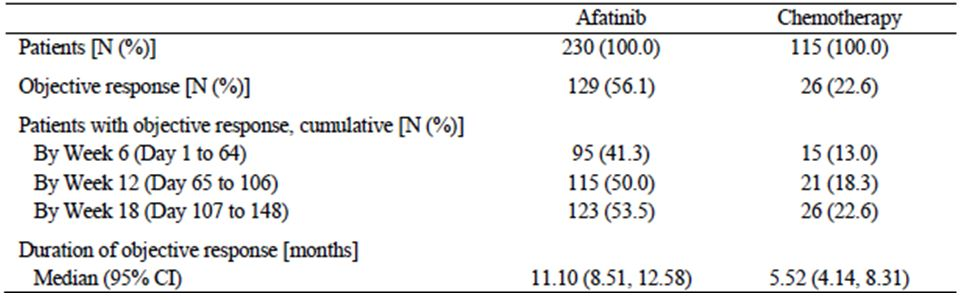 Afatinib Chemotherapy
Patients [N (%)] 230 (100.0) 115 (100.0)
Objective response [N (%)] 129 (56.1) 26 (22.6)
Patients with objective response, cumulative [N (%)]
By Week 6 (Day 1 to 64) 95 (41.3) 15 (13.0)
By Week 12 (Day 65 to 106) 115 (50.0) 21 (18.3)
By Week 18 (Day 107 to 148) 123 (53.5) 26 (22.6)
Duration of objective response [months]
Median (95% CI) 11.10 (8.51, 12.58) 5.52 (4.14, 8.31)